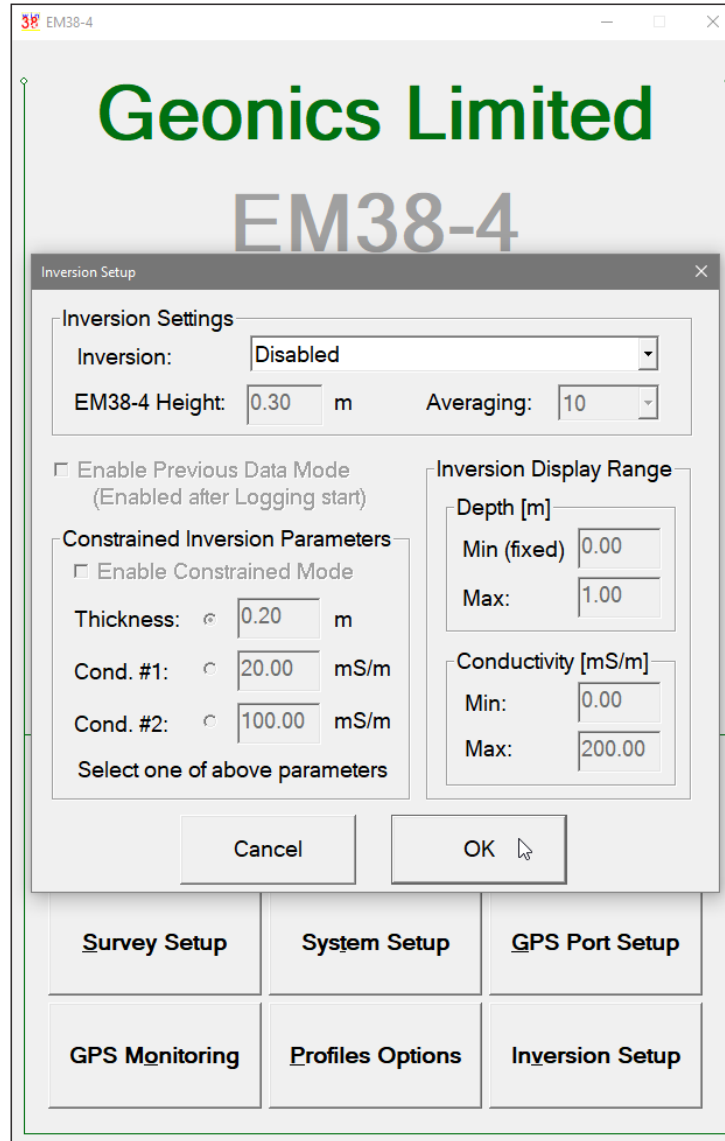 38 EM38-4
Geonics Limited
EM38-4
Inversion Setup
Inversion Settings
Inversion: Disabled
EM38-4 Height: 0.30 m Averaging: 10
Enable Previous Data Mode
(Enabled after Logging start)
Constrained Inversion Parameters
Enable Constrained Mode
Thickness: 0.20 m
Cond. #1: 20.00 mS/m
Cond. #2: 100.00 mS/m
Select one of above parameters
Inversion Display Range
Depth [m]
Min (fixed) 0.00
Max: 1.00
Conductivity [mS/m]
Min: 0.00
Max: 200.00
Cancel OK
Survey Setup System Setup GPS Port Setup
GPS Monitoring Profiles Options Inversion Setup